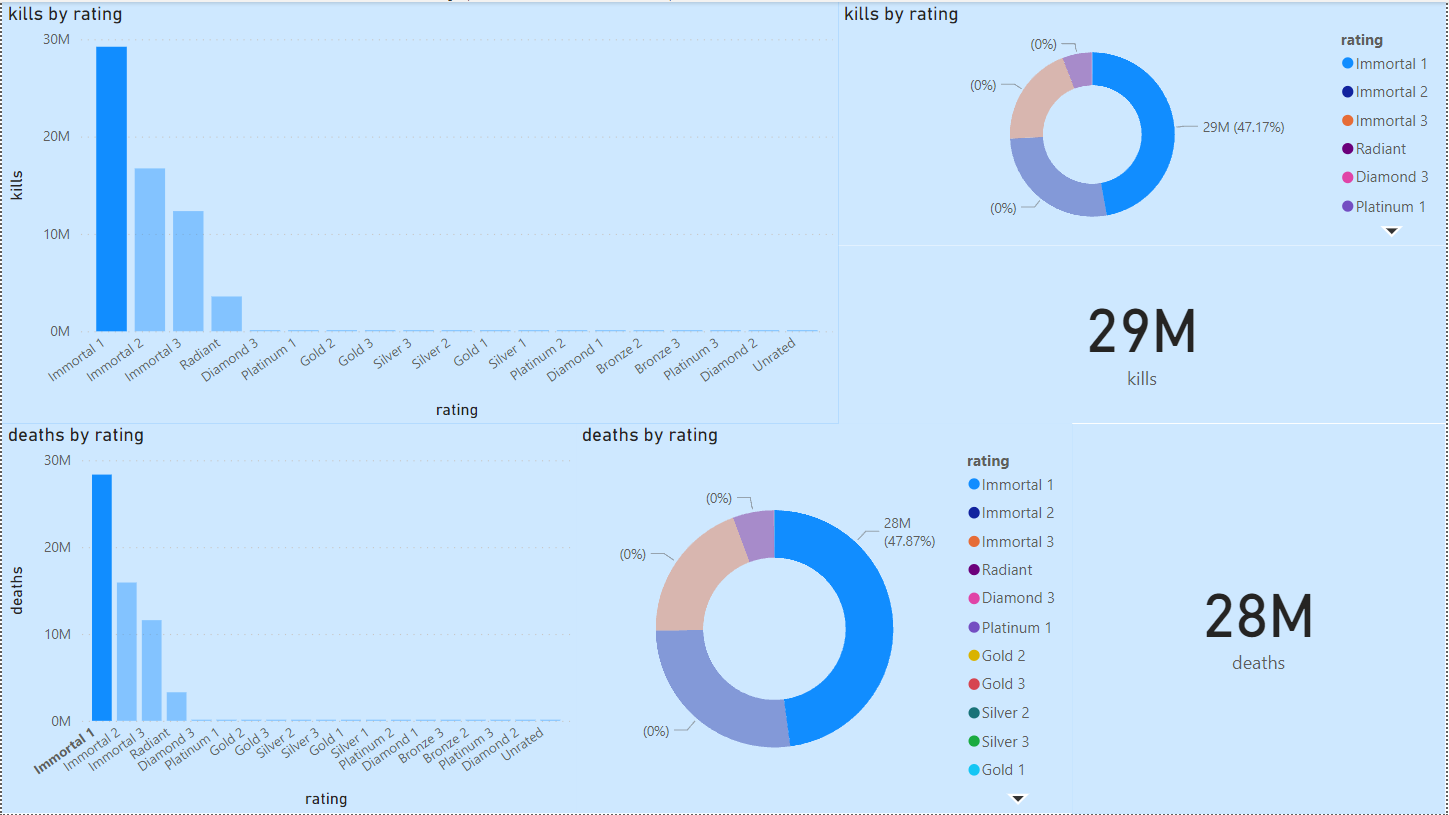 kills by rating
30M
20M
10M
0M
kills
Immortal 1
Immortal 2
Immortal 3
Radiant
Diamond 3
Platinum 1
Gold 2
Gold 3
Silver 3
Silver 2
Gold 1
Silver 1
Platinum 2
Diamond 1
Bronze 2
Bronze 3
Platinum 3
Diamond 2
Unrated
rating
kills by rating
(0%)
(0%)
29M (47.17%)
(0%)
rating
Immortal 1
Immortal 2
Immortal 3
Radiant
Diamond 3
Platinum 1
29M
kills
deaths by rating
30M
20M
10M
0M
deaths
Immortal 1
Immortal 2
Immortal 3
Radiant
Diamond 3
Platinum 1
Gold 2
Gold 3
Silver 2
Silver 3
Gold 1
Silver 1
Platinum 2
Diamond 1
Bronze 3
Bronze 2
Platinum 3
Diamond 2
Unrated
rating
deaths by rating
(0%)
28M
(47.87%)
(0%)
(0%)
rating
Immortal 1
Immortal 2
Immortal 3
Radiant
Diamond 3
Platinum 1
Gold 2
Gold 3
Silver 2
Silver 3
Gold 1
28M
deaths